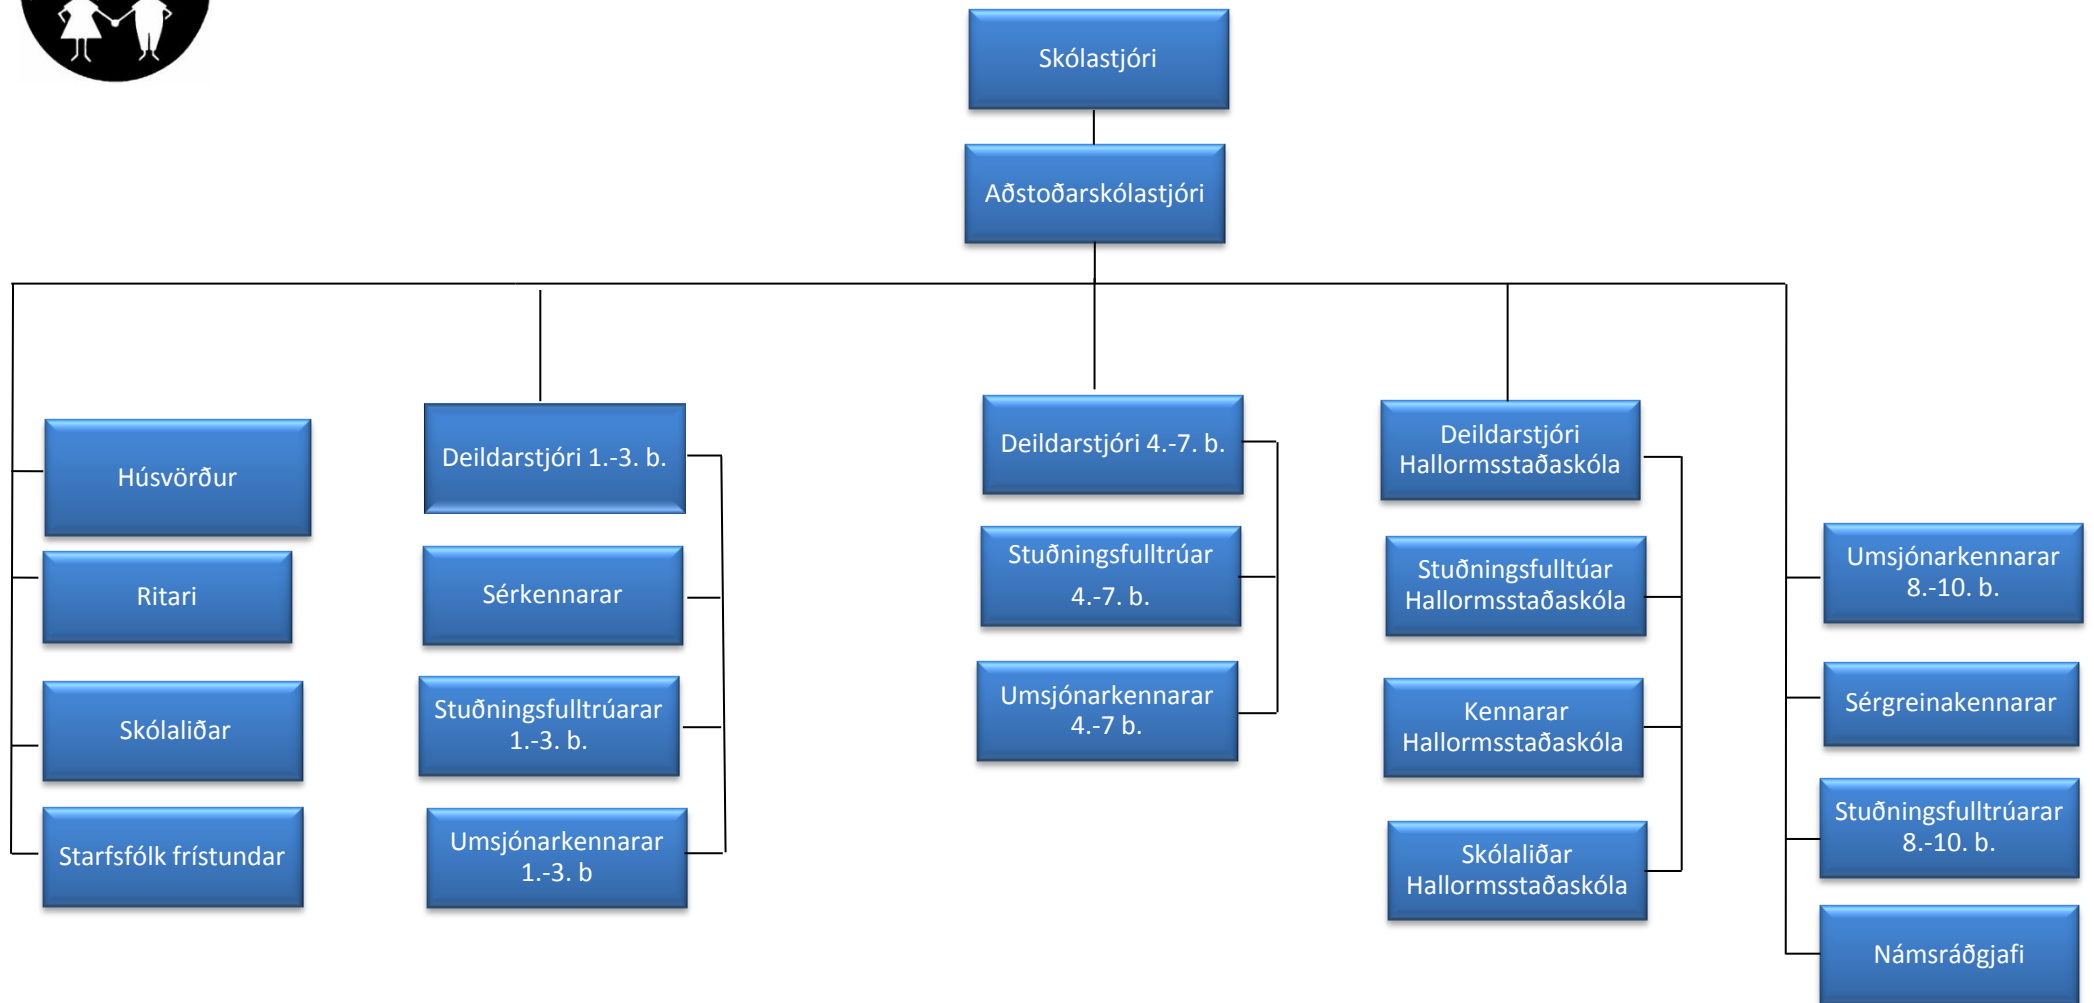 Skólastjóri
Aðstoðarskólastjóri
Húsvörður
Ritari
Skólaliðar
Starfsfólk frístundar
Deildarstjóri 1.-3. b.
Sérkennarar
Stuðningsfulltrúarar
1.-3. b.
Umsjónarkennarar
1.-3. b
Deildarstjóri 4.-7. b.
Stuðningsfulltrúar
4.-7. b.
Umsjónarkennarar
4.-7 b.
Deildarstjóri
Hallormsstaðaskóla
Stuðningsfulltúar
Hallormsstaðaskóla
Kennarar
Hallormsstaðaskóla
Skólaliðar
Hallormsstaðaskóla
Umsjónarkennarar
8.-10. b.
Sérgreinakennarar
Stuðningsfulltrúarar
8.-10. b.
Námsráðgjafi